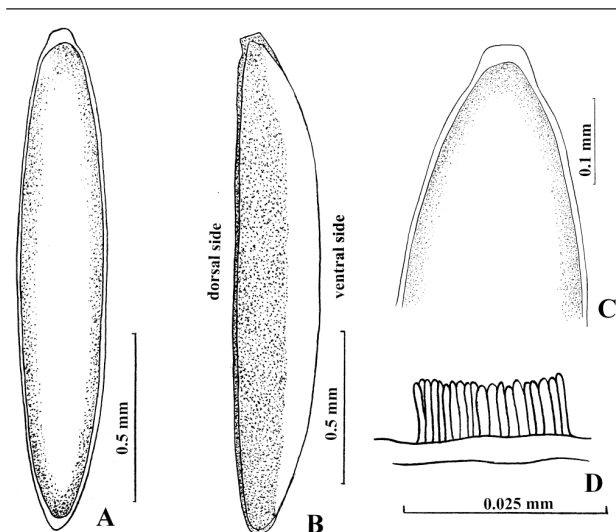 A
0.5 mm
dorsal side
ventral side
0.5 mm
B
0.1 mm
C
D
0.025 mm